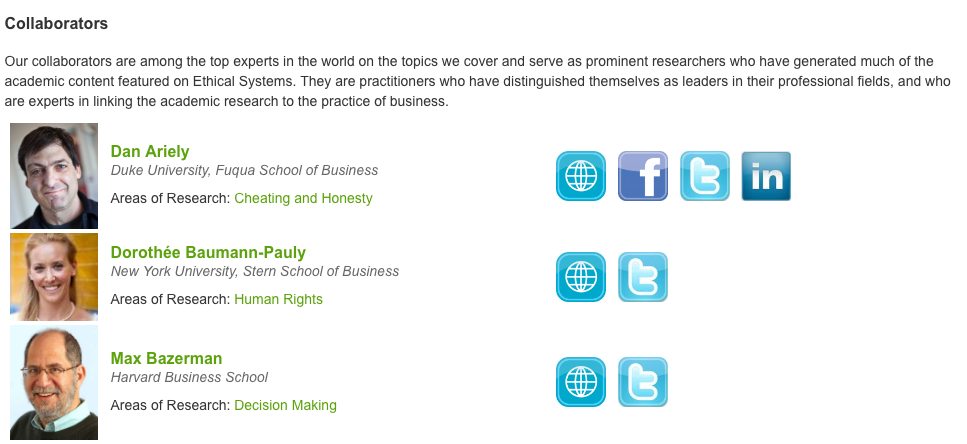 Collaborators
Our collaborators are among the top experts in the world on the topics we cover and serve as prominent researchers who have generated much of the
academic content featured on Ethical Systems. They are practitioners who have distinguished themselves as leaders in their professional fields, and who
are experts in linking the academic research to the practice of business.
Dan Ariely
Duke University, Fuqua School of Business
Areas of Research: Cheating and Honesty
f t in
Dorothée Baumann-Pauly
New York University, Stern School of Business
Areas of Research: Human Rights
t
Max Bazerman
Harvard Business School
Areas of Research: Decision Making
t